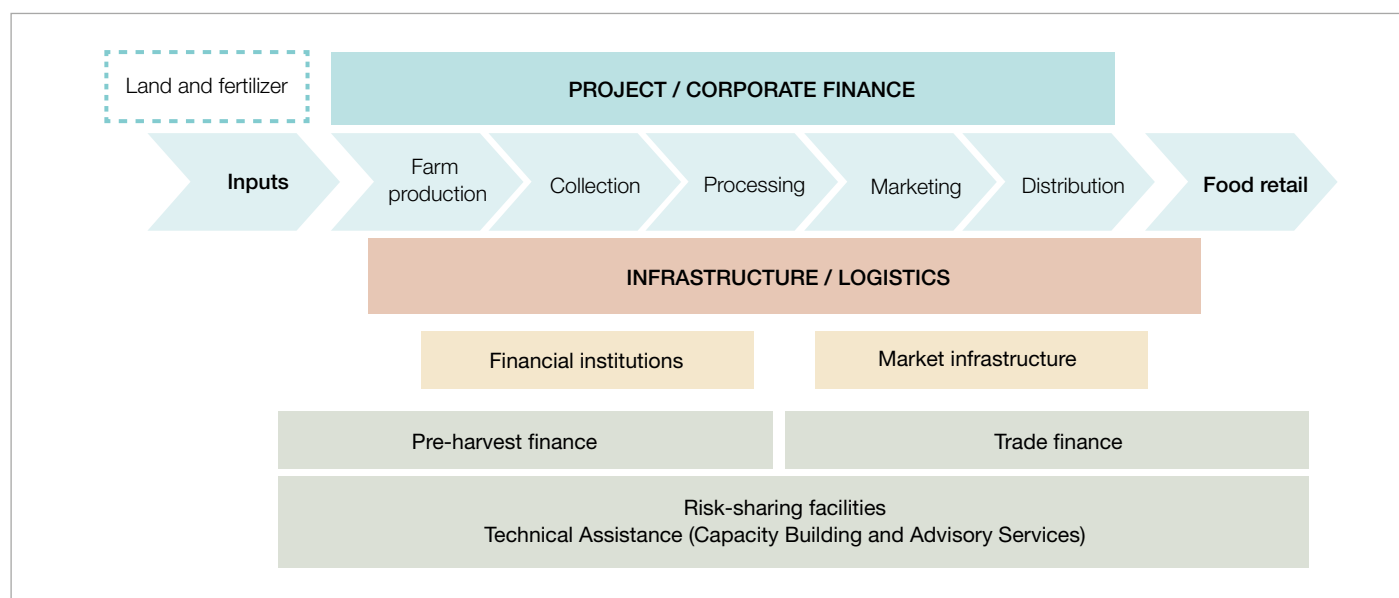 Land and fertilizer
PROJECT / CORPORATE FINANCE
Inputs
Farm
production
Collection
Processing
Marketing
Distribution
Food retail
INFRASTRUCTURE / LOGISTICS
Financial institutions
Market infrastructure
Pre-harvest finance
Trade finance
Risk-sharing facilities
Technical Assistance (Capacity Building and Advisory Services)